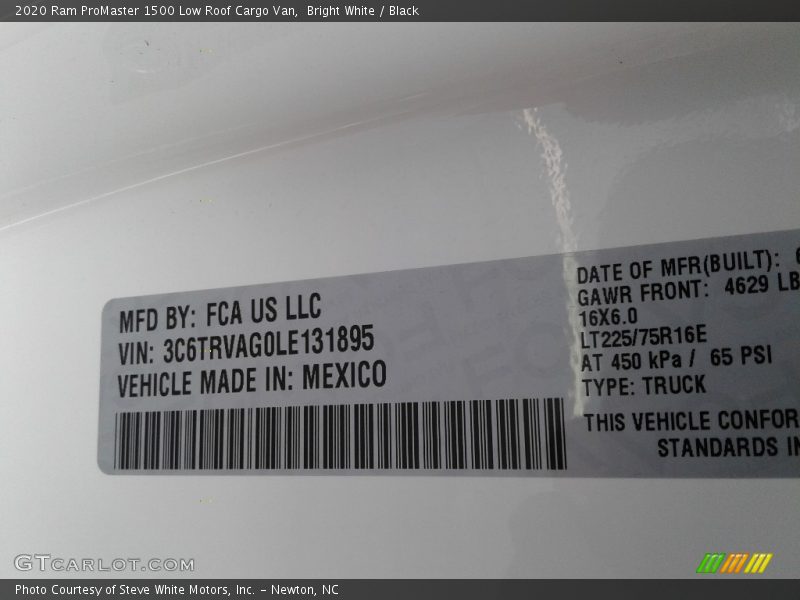 2020 Ram ProMaster 1500 Low Roof Cargo Van,  Bright White / Black
MFD BY: FCA US LLC
VIN: 3C6TRVAG0LE131895
VEHICLE MADE IN: MEXICO
DATE OF MFR(BUILT): 6
GAWR FRONT: 4629 LB
16X6.0
LT225/75R16E
AT 450 kPa / 65 PSI
TYPE: TRUCK
THIS VEHICLE CONFOR
STANDARDS IN
GTCARLOT.COM
Photo Courtesy of Steve White Motors, Inc. – Newton, NC